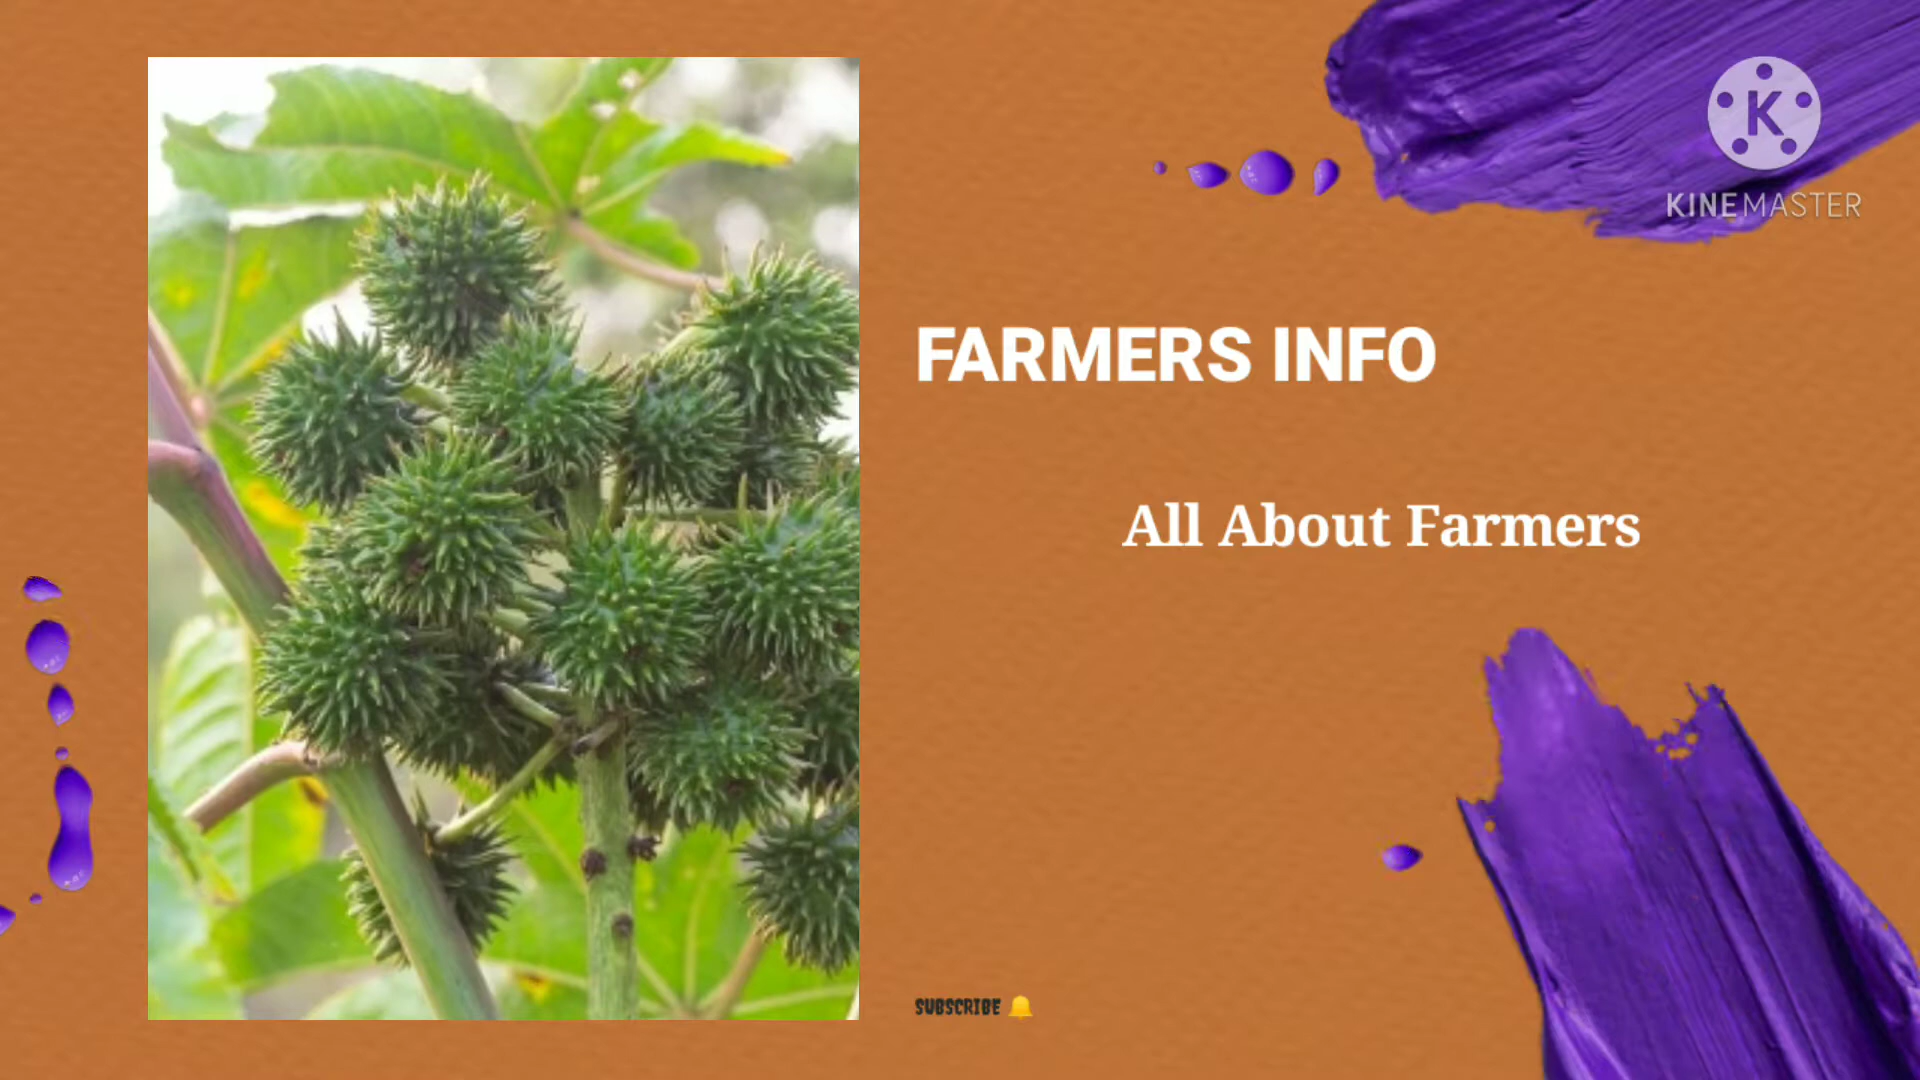 K
KINEMASTER
FARMERS INFO
All About Farmers
SUBSCRIBE 🔔